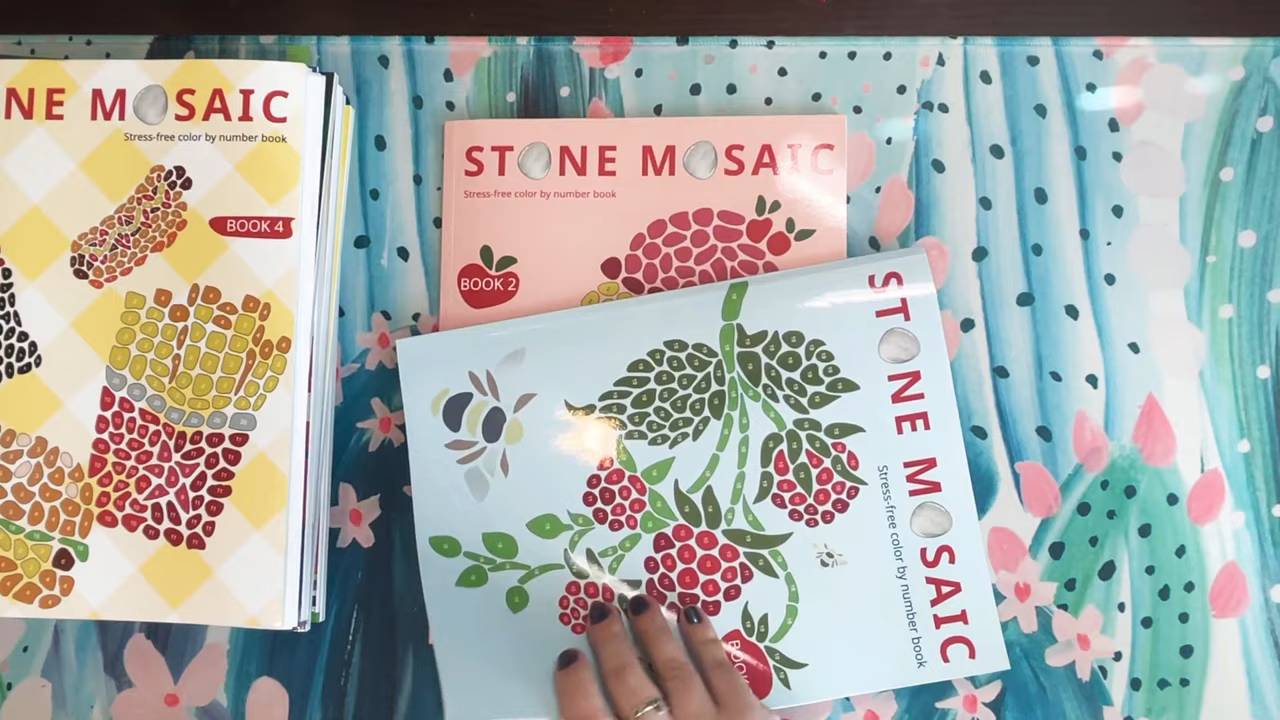 NE MOSAIC
Stress-free color by number book
BOOK 4
STONE MOSAIC
Stress-free color by number book
BOOK 2
STONE MOSAIC
Stress-free color by number book
BOOK